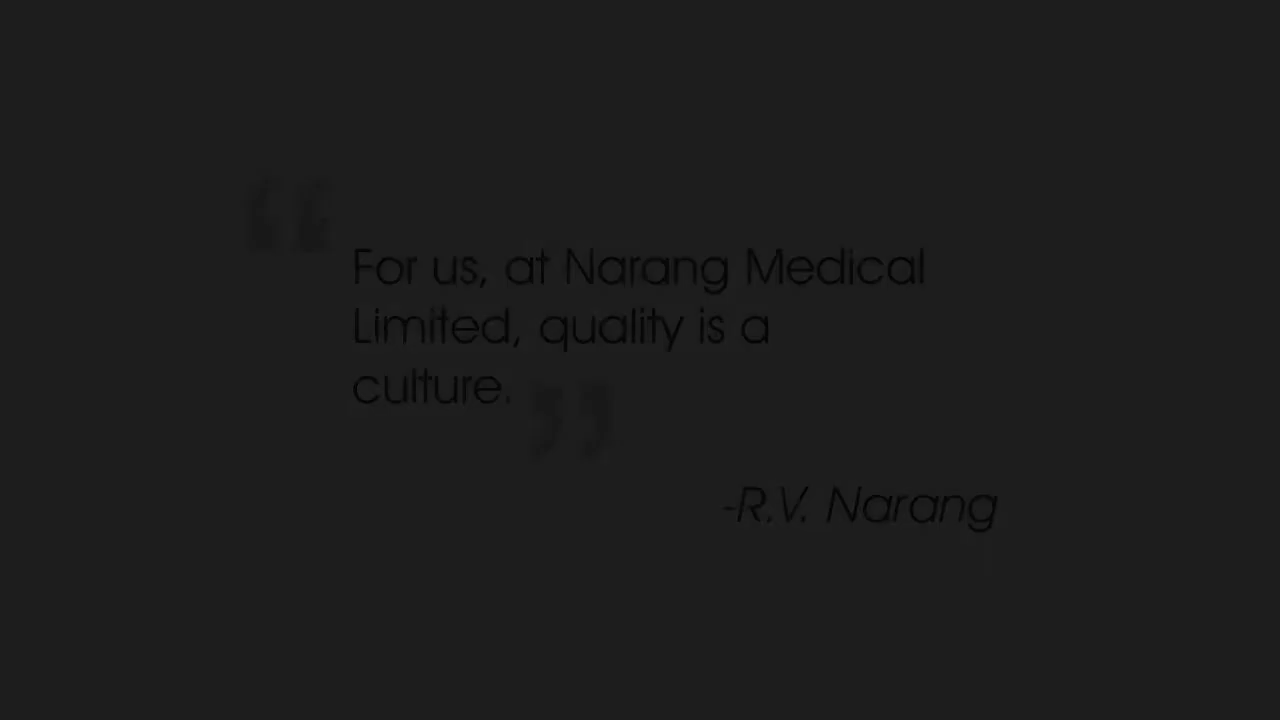 “For us, at Narang Medical
Limited, quality is a
culture.”
-R.V. Narang